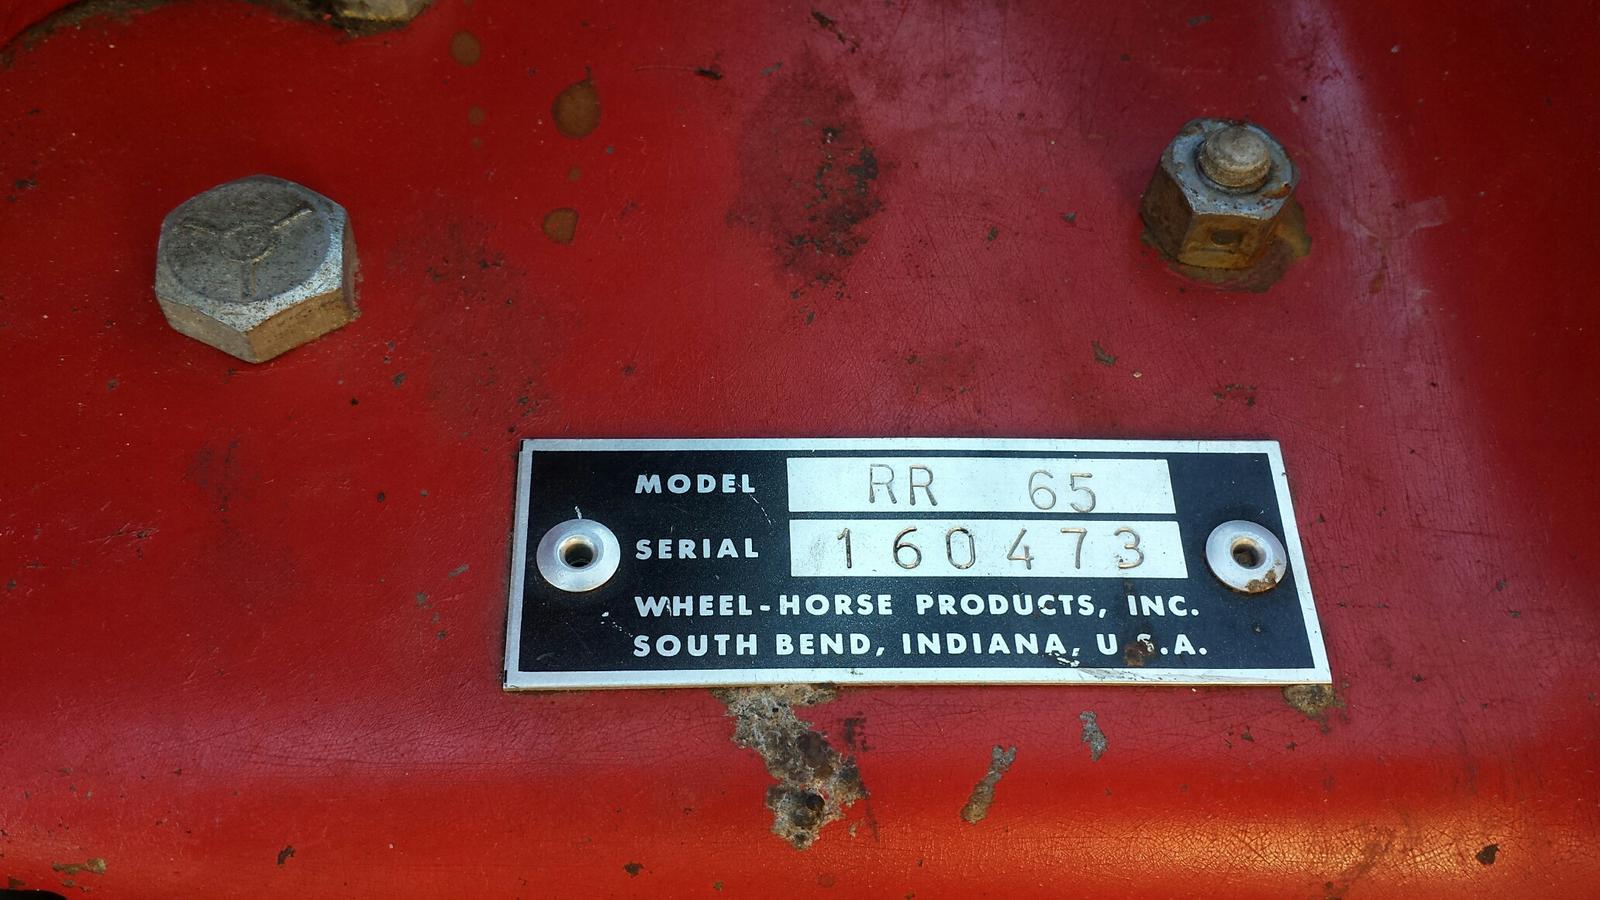 MODEL RR 65
SERIAL 160473
WHEEL-HORSE PRODUCTS, INC.
SOUTH BEND, INDIANA, U.S.A.